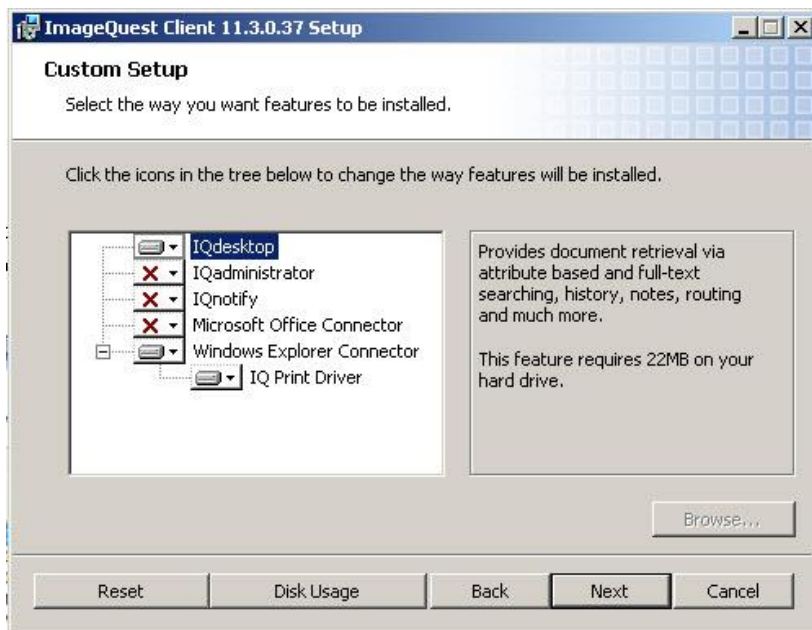 ImageQuest Client 11.3.0.37 Setup
Custom Setup
Select the way you want features to be installed.
Click the icons in the tree below to change the way features will be installed.
IQdesktop
IQadministrator
IQnotify
Microsoft Office Connector
Windows Explorer Connector
IQ Print Driver
Provides document retrieval via
attribute based and full-text
searching, history, notes, routing
and much more.
This feature requires 22MB on your
hard drive.
Browse...
Reset
Disk Usage
Back
Next
Cancel